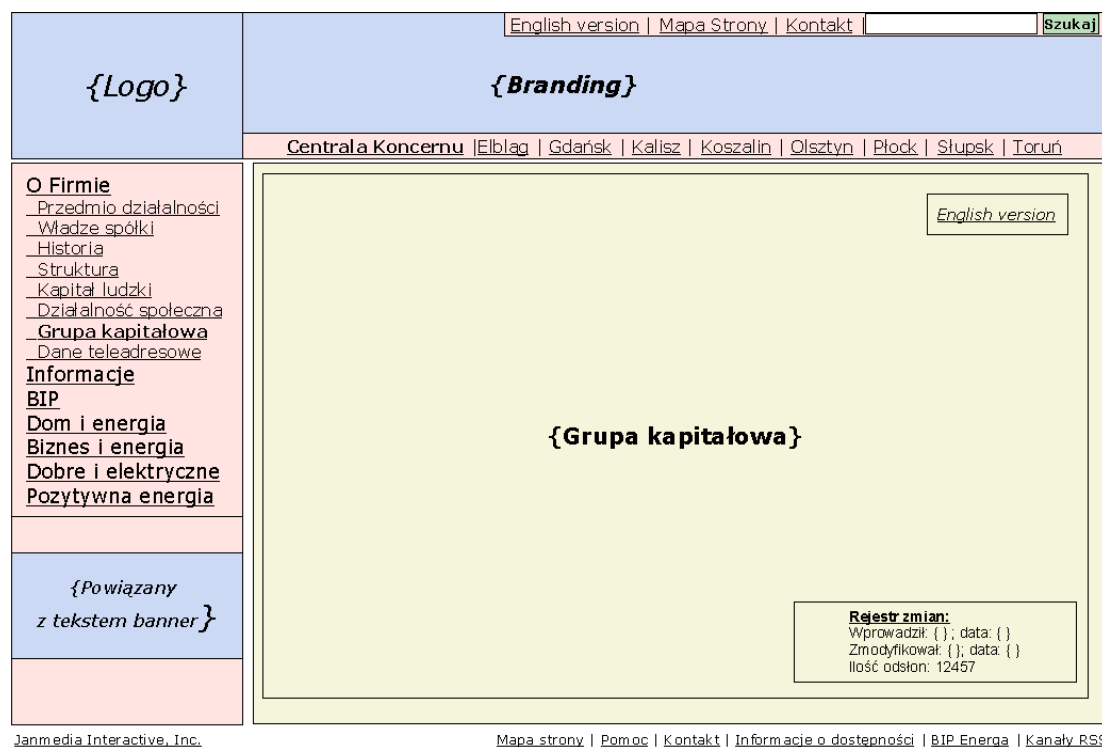 English version | Mapa Strony | Kontakt | Szukaj
{Logo}
{Branding}
Centrala Koncernu |Elbląg | Gdańsk | Kalisz | Koszalin | Olsztyn | Płock | Słupsk | Toruń
O Firmie
Przedmio działalności
Władze spółki
Historia
Struktura
Kapitał ludzki
Działalność społeczna
Grupa kapitałowa
Dane teleadresowe
Informacje
BIP
Dom i energia
Biznes i energia
Dobre i elektryczne
Pozytywna energia
{Powiązany
z tekstem banner}
English version
{Grupa kapitałowa}
Rejestr zmian:
Wprowadził: { }; data: { }
Zmodyfikował: { }; data: { }
Ilość odsłon: 12457
Janmedia Interactive, Inc.
Mapa strony | Pomoc | Kontakt | Informacje o dostępności | BIP Energa | Kanały RSS